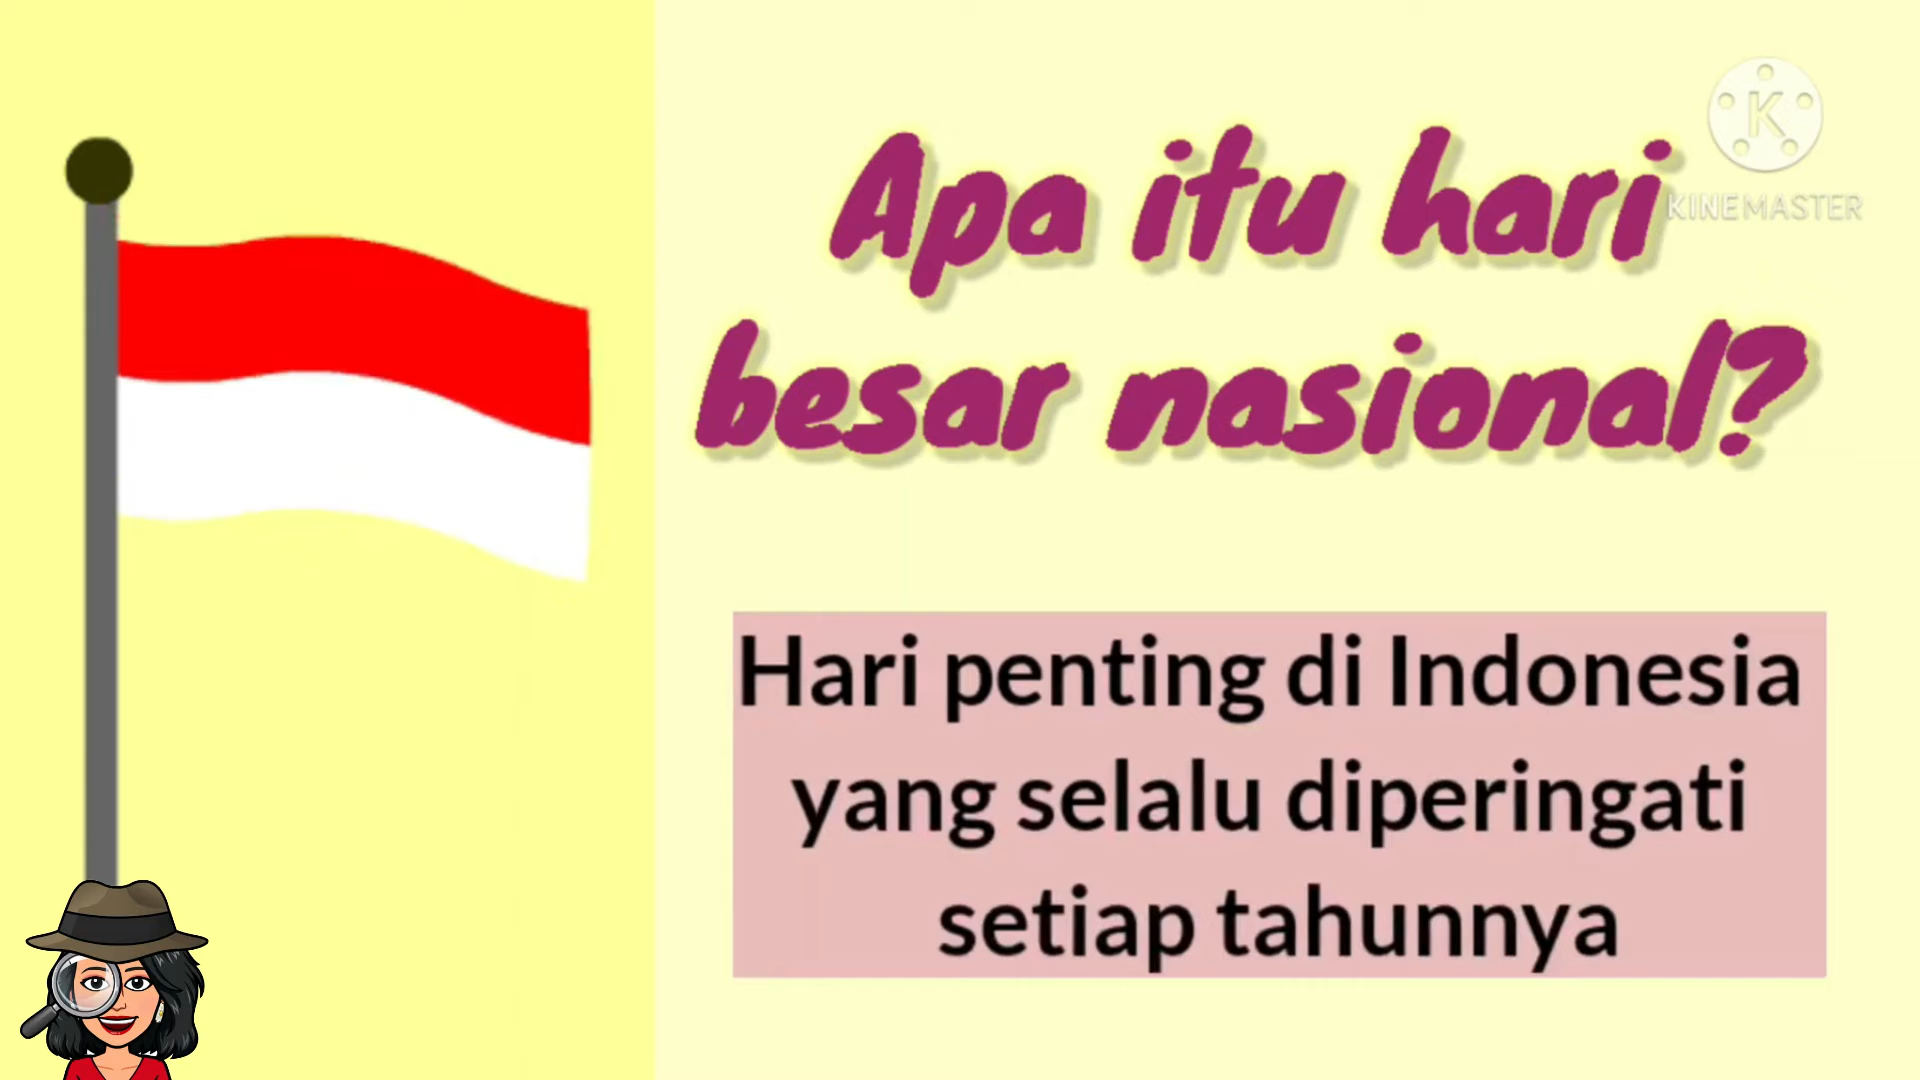 Apa itu hari
besar nasional?
K
KINEMASTER
Hari penting di Indonesia
yang selalu diperingati
setiap tahunnya